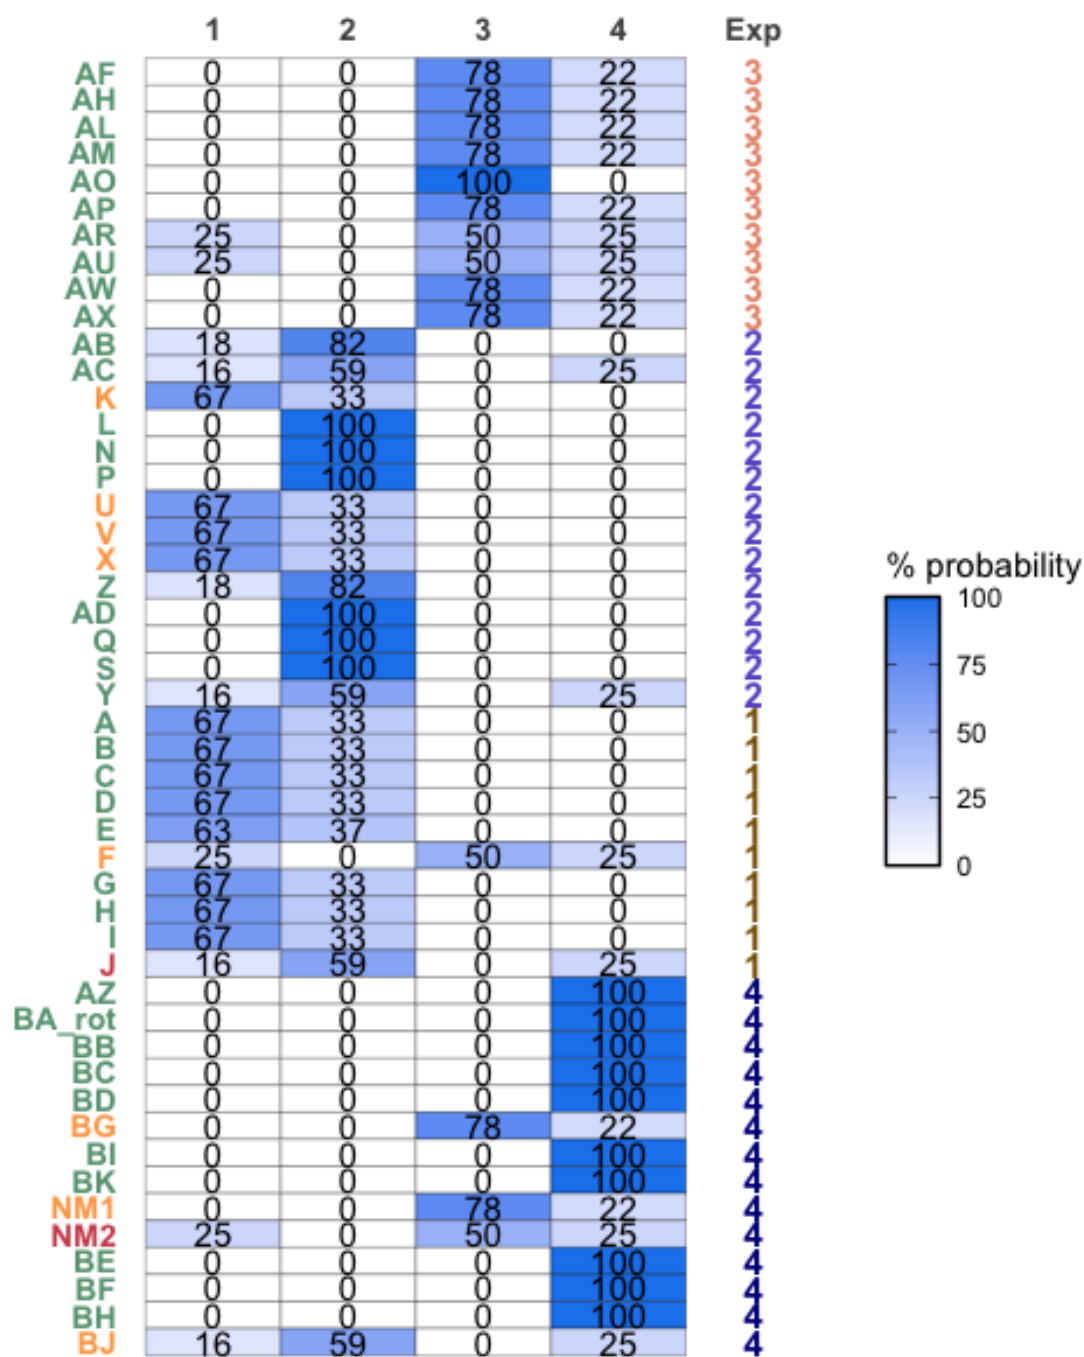 1 2 3 4 Exp
AF 0 0 78 22 3
AH 0 0 78 22 3
AL 0 0 78 22 3
AM 0 0 78 22 3
AO 0 0 100 0 3
AP 0 0 78 22 3
AR 25 0 50 25 3
AU 25 0 50 25 3
AW 0 0 78 22 3
AX 0 0 78 22 3
AB 18 82 0 0 2
AC 16 59 0 25 2
K 67 33 0 0 2
L 0 100 0 0 2
N 0 100 0 0 2
P 0 100 0 0 2
U 67 33 0 0 2
V 67 33 0 0 2
X 67 33 0 0 2
Z 18 82 0 0 2
AD 0 100 0 0 2
Q 0 100 0 0 2
S 0 100 0 0 2
Y 16 59 0 25 2
A 67 33 0 0 1
B 67 33 0 0 1
C 67 33 0 0 1
D 67 33 0 0 1
E 63 37 0 0 1
F 25 0 50 25 1
G 67 33 0 0 1
H 67 33 0 0 1
I 67 33 0 0 1
J 16 59 0 25 1
AZ 0 0 0 100 4
BA_rot 0 0 0 100 4
BB 0 0 0 100 4
BC 0 0 0 100 4
BD 0 0 0 100 4
BG 0 0 78 22 4
BI 0 0 0 100 4
BK 0 0 0 100 4
NM1 0 0 78 22 4
NM2 25 0 50 25 4
BE 0 0 0 100 4
BF 0 0 0 100 4
BH 0 0 0 100 4
BJ 16 59 0 25 4
% probability
100
75
50
25
0